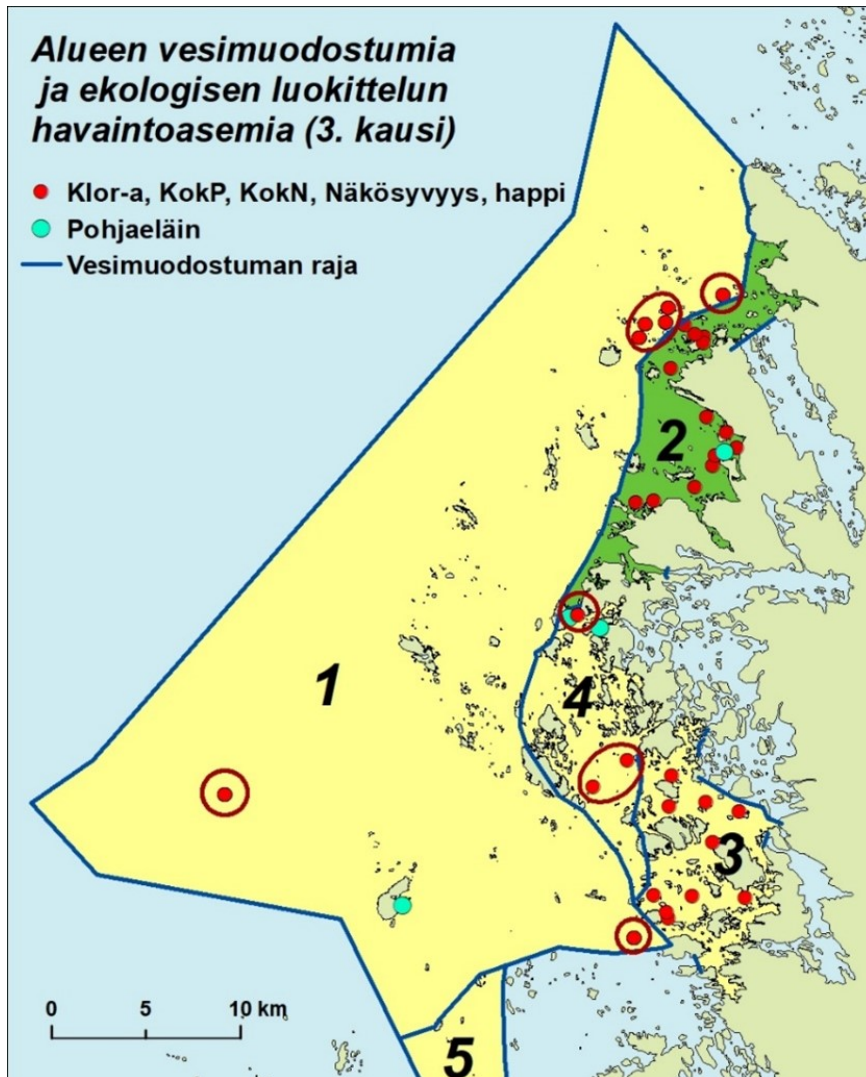 Alueen vesimuodostumia
ja ekologisen luokittelun
havaintoasemia (3. kausi)
Klor-a, KokP, KokN, Näkösyvyys, happi
Pohjaeläin
Vesimuodostuman raja
2
1
4
3
0 5 10 km
5